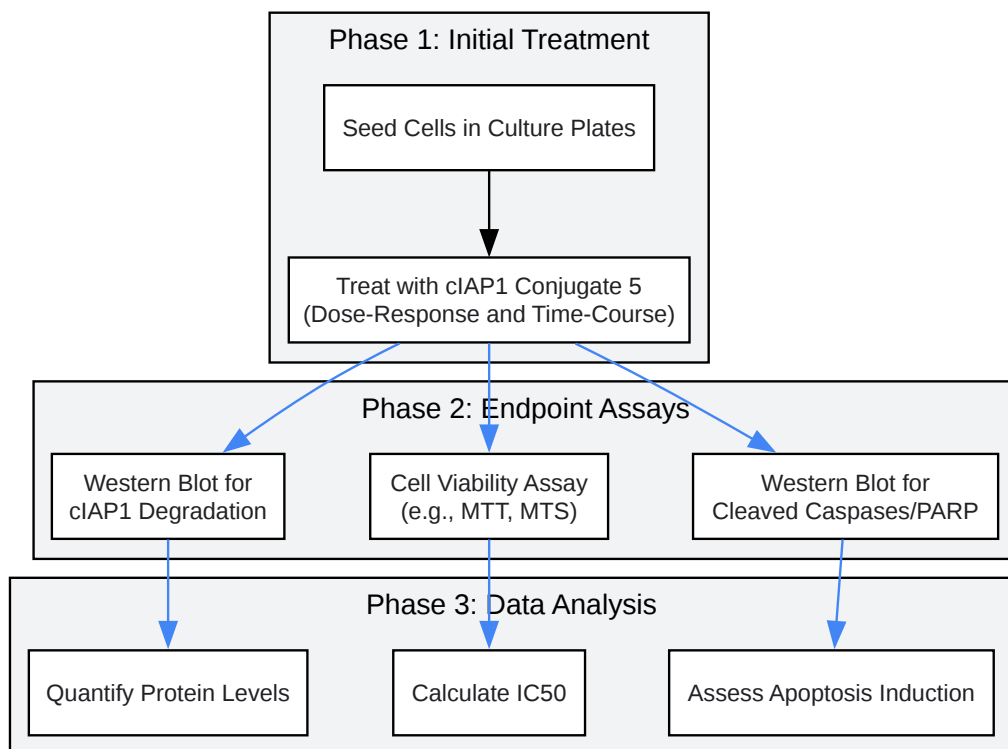 Phase 1: Initial Treatment
Seed Cells in Culture Plates
Treat with cIAP1 Conjugate 5
(Dose-Response and Time-Course)
Phase 2: Endpoint Assays
Western Blot for
cIAP1 Degradation
Cell Viability Assay
(e.g., MTT, MTS)
Western Blot for
Cleaved Caspases/PARP
Phase 3: Data Analysis
Quantify Protein Levels
Calculate IC50
Assess Apoptosis Induction